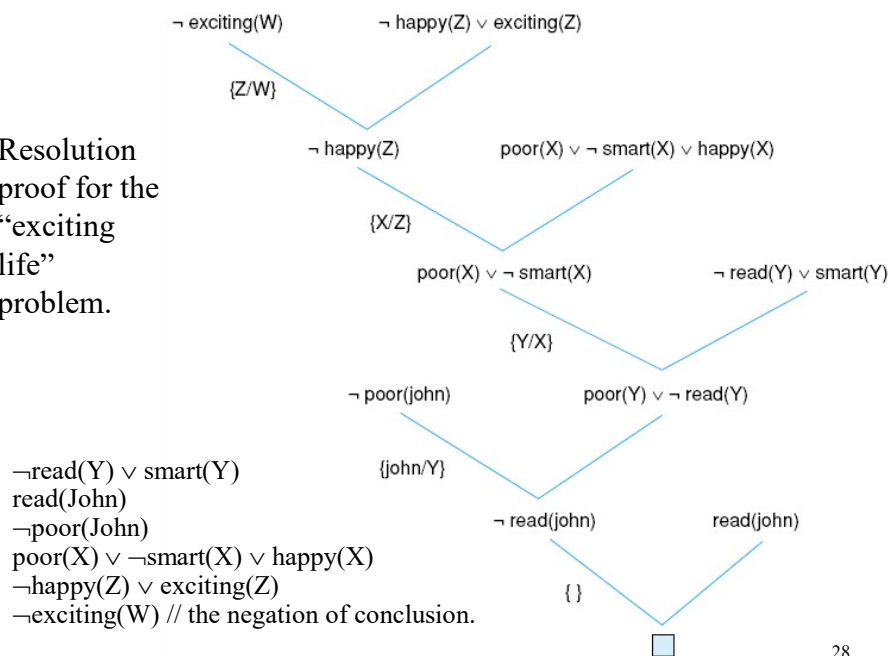 ¬ exciting(W) ¬ happy(Z) ∨ exciting(Z)
{Z/W}
Resolution
proof for the
“exciting
life”
problem.
¬ happy(Z) poor(X) ∨ ¬ smart(X) ∨ happy(X)
{X/Z}
poor(X) ∨ ¬ smart(X) ¬ read(Y) ∨ smart(Y)
{Y/X}
¬ poor(john) poor(Y) ∨ ¬ read(Y)
{john/Y}
¬ read(john) read(john)
{ }
¬read(Y) ∨ smart(Y)
read(John)
¬poor(John)
poor(X) ∨ ¬smart(X) ∨ happy(X)
¬happy(Z) ∨ exciting(Z)
¬exciting(W) // the negation of conclusion.
28